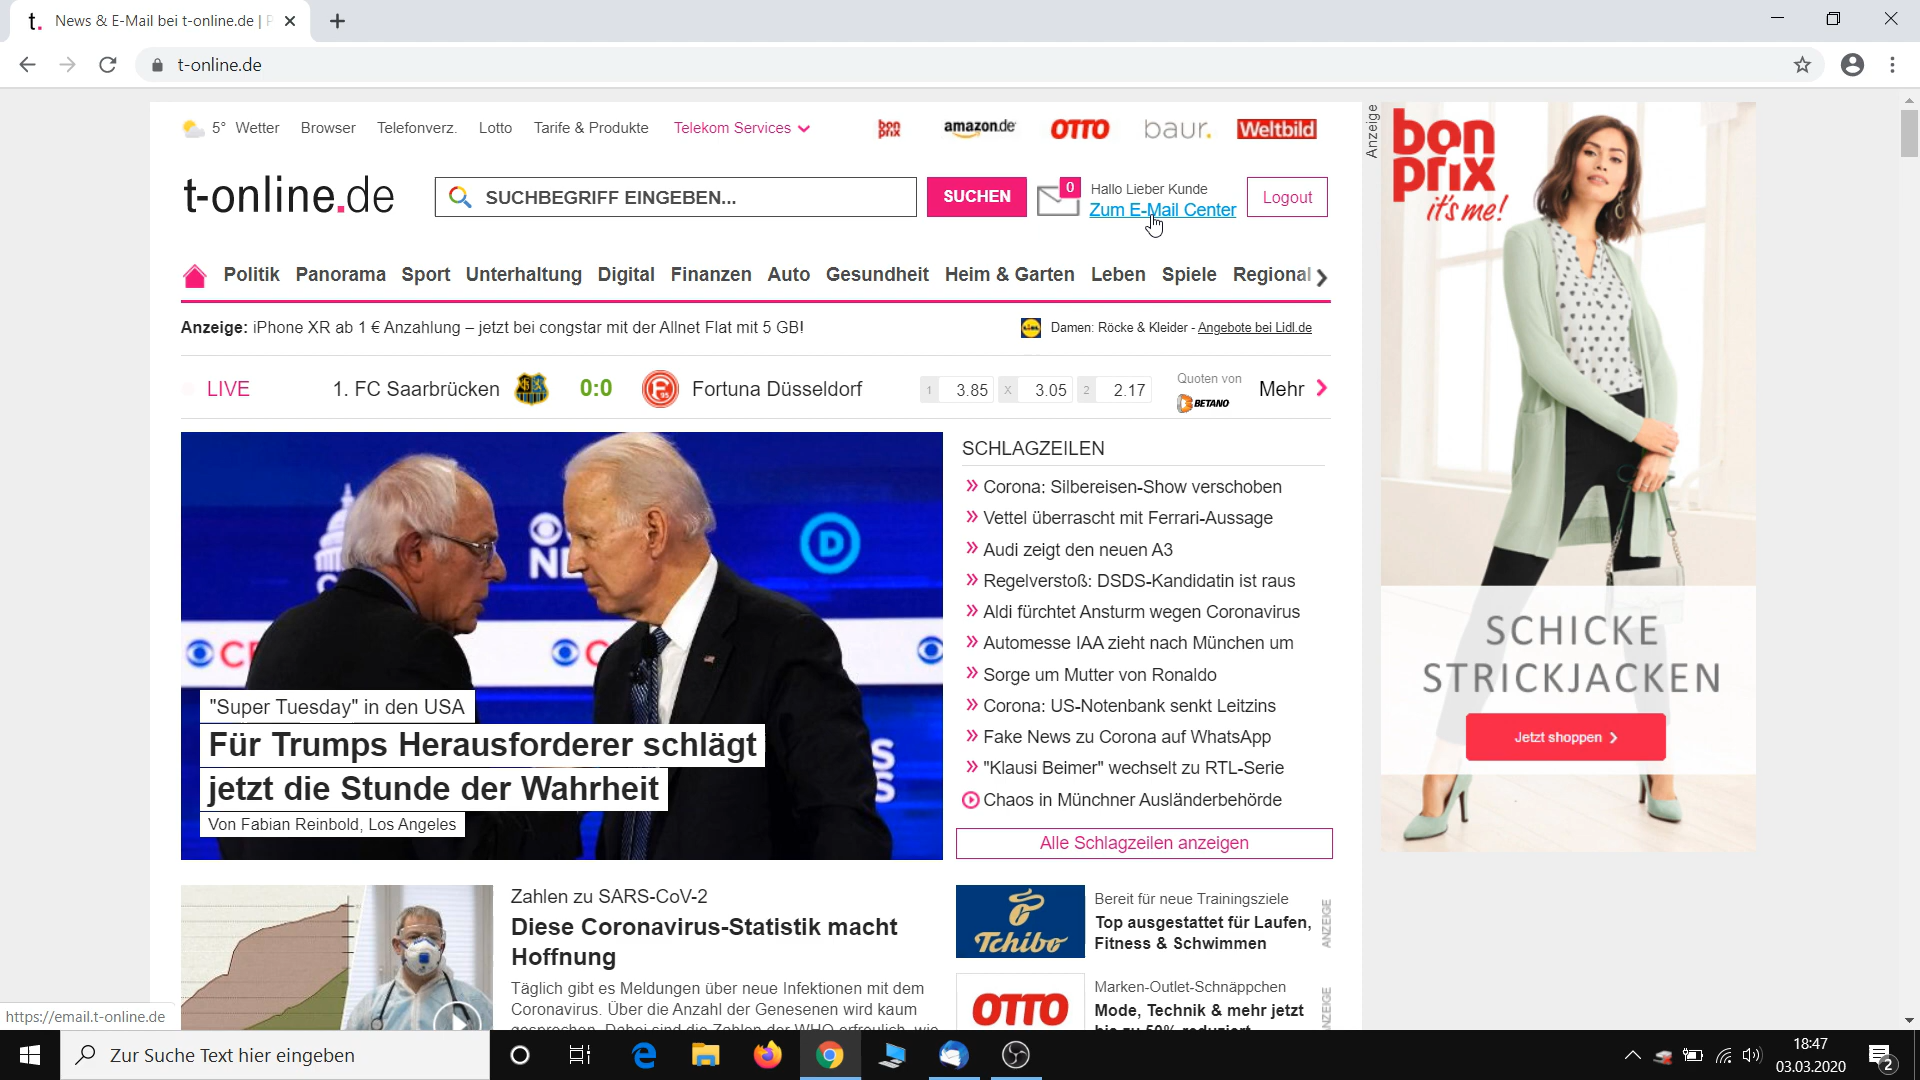 News & E-Mail bei t-online.de |
t-online.de
5° Wetter Browser Telefonverz. Lotto Tarife & Produkte Telekom Services
bon prix
amazon.de
OTTO
baur.
Weltbild
t-online.de
SUCHBEGRIFF EINGEBEN...
SUCHEN
0
Hallo Lieber Kunde
Zum E-Mail Center
Logout
Politik Panorama Sport Unterhaltung Digital Finanzen Auto Gesundheit Heim & Garten Leben Spiele Regional
Anzeige: iPhone XR ab 1 € Anzahlung – jetzt bei congstar mit der Allnet Flat mit 5 GB!
Damen: Röcke & Kleider - Angebote bei Lidl.de
LIVE 1. FC Saarbrücken 0:0 Fortuna Düsseldorf 1 3.85 X 3.05 2 2.17
Quoten von
BETANO
Mehr
"Super Tuesday" in den USA
Für Trumps Herausforderer schlägt
jetzt die Stunde der Wahrheit
Von Fabian Reinbold, Los Angeles
SCHLAGZEILEN
Corona: Silbereisen-Show verschoben
Vettel überrascht mit Ferrari-Aussage
Audi zeigt den neuen A3
Regelverstoß: DSDS-Kandidatin ist raus
Aldi fürchtet Ansturm wegen Coronavirus
Automesse IAA zieht nach München um
Sorge um Mutter von Ronaldo
Corona: US-Notenbank senkt Leitzins
Fake News zu Corona auf WhatsApp
"Klausi Beimer" wechselt zu RTL-Serie
Chaos in Münchner Ausländerbehörde
Alle Schlagzeilen anzeigen
Zahlen zu SARS-CoV-2
Diese Coronavirus-Statistik macht
Hoffnung
Täglich gibt es Meldungen über neue Infektionen mit dem
Coronavirus. Über die Anzahl der Genesenen wird kaum
Tchibo
Bereit für neue Trainingsziele
Top ausgestattet für Laufen,
Fitness & Schwimmen
ANZEIGE
OTTO
Marken-Outlet-Schnäppchen
Mode, Technik & mehr jetzt
Anzeige
bon
prix
it's me!
SCHICKE
STRICKJACKEN
Jetzt shoppen
https://email.t-online.de
Zur Suche Text hier eingeben
18:47
03.03.2020
2